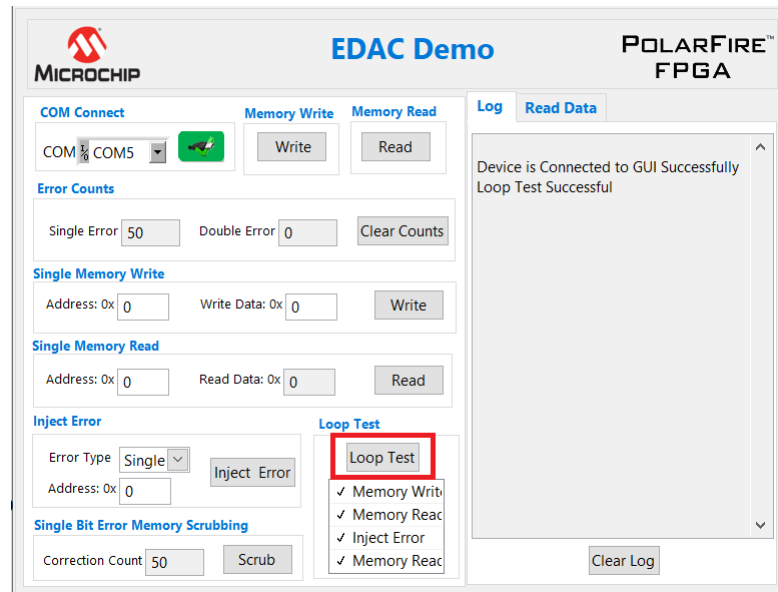 MICROCHIP
EDAC Demo
POLARFIRE™
FPGA
COM Connect
COM COM5
Memory Write
Write
Memory Read
Read
Error Counts
Single Error 50
Double Error 0
Clear Counts
Single Memory Write
Address: 0x 0
Write Data: 0x 0
Write
Single Memory Read
Address: 0x 0
Read Data: 0x 0
Read
Inject Error
Error Type Single
Address: 0x 0
Inject Error
Loop Test
Loop Test
✓ Memory Write
✓ Memory Read
✓ Inject Error
✓ Memory Read
Single Bit Error Memory Scrubbing
Correction Count 50
Scrub
Log
Read Data
Device is Connected to GUI Successfully
Loop Test Successful
Clear Log